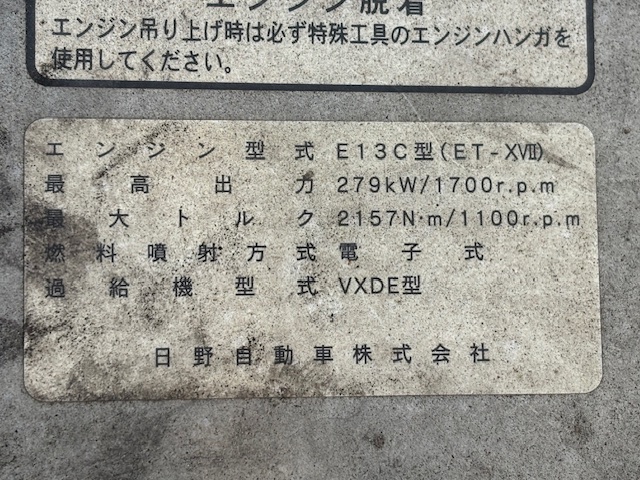 エンジン脱着
エンジン吊り上げ時は必ず特殊工具のエンジンハンガを
使用してください。
エンジン型式 E13C型(ET-XⅦ)
最高出力 279kW/1700r.p.m
最大トルク 2157N·m/1100r.p.m
燃料噴射方式 電子式
過給機型式 VXDE型
日野自動車株式会社